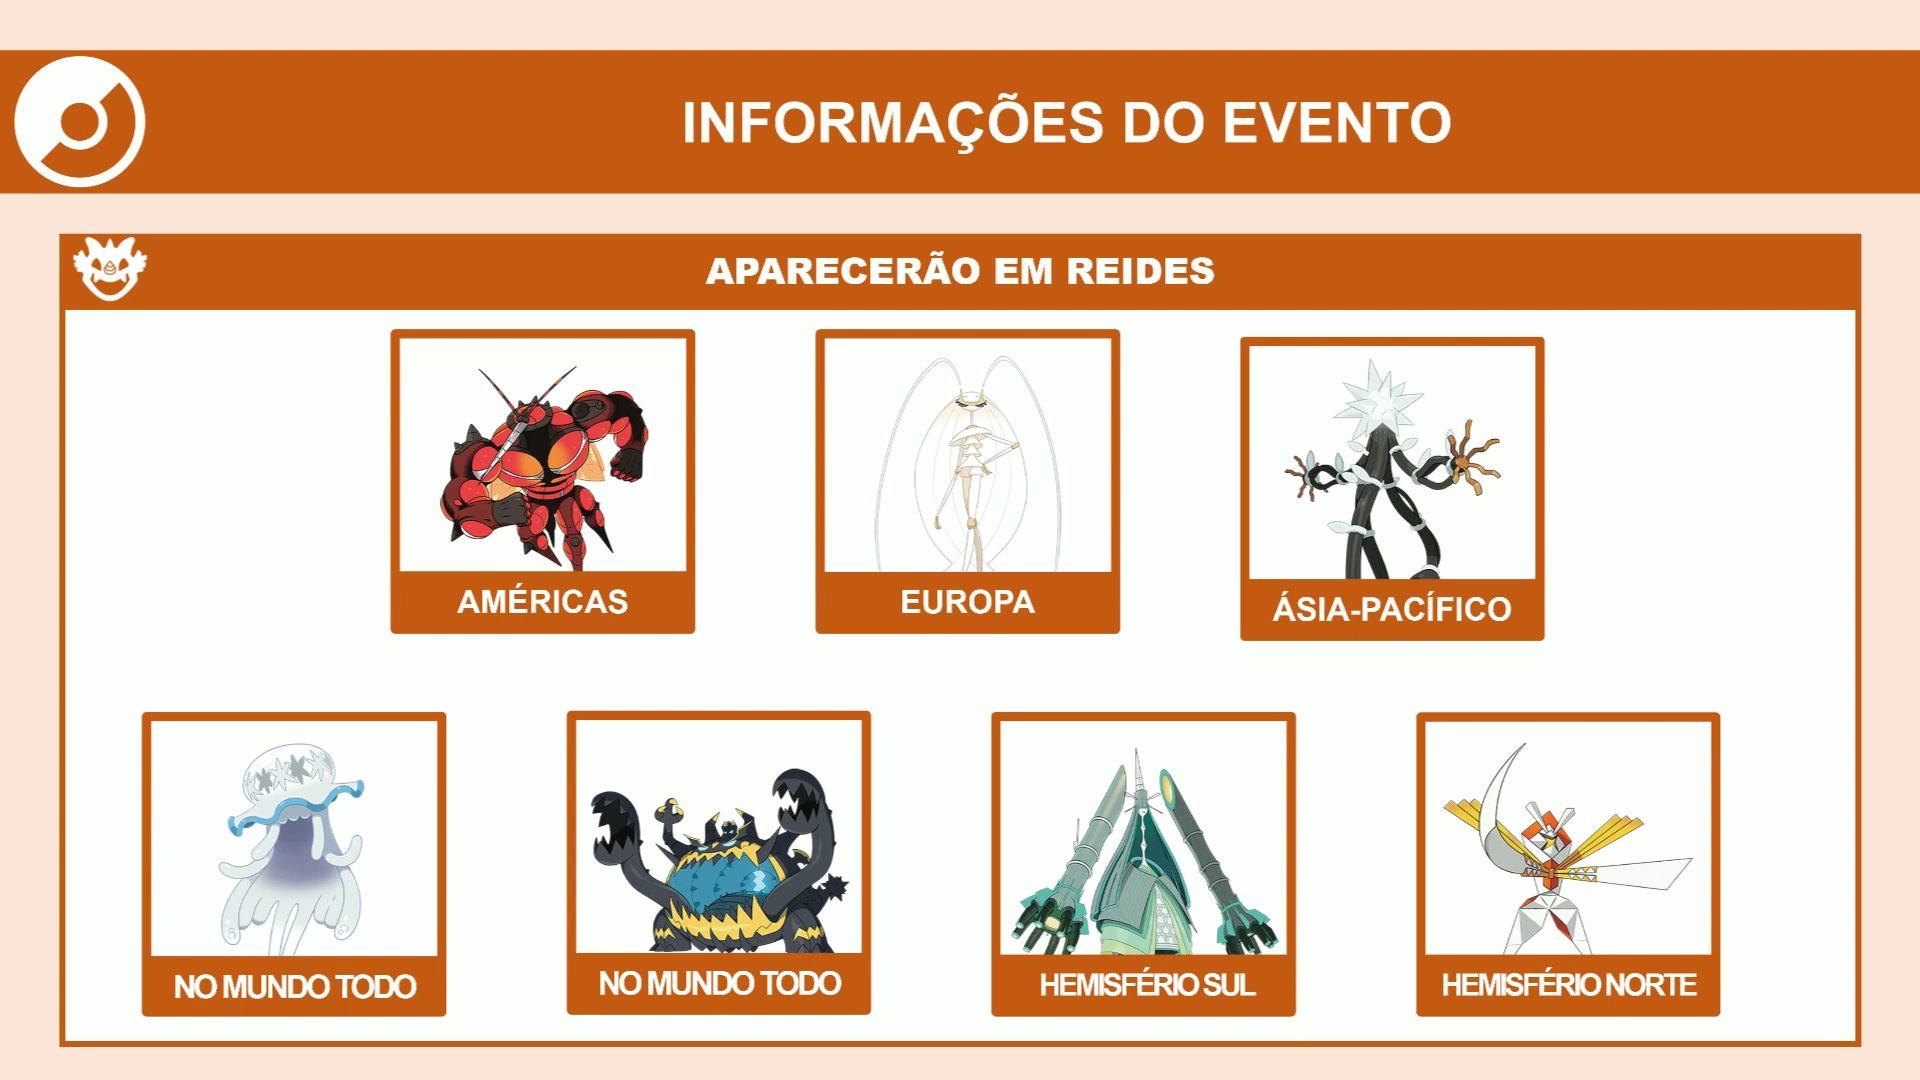 INFORMAÇÕES DO EVENTO
APARECERÃO EM REIDES
AMÉRICAS
EUROPA
ÁSIA-PACÍFICO
NO MUNDO TODO
NO MUNDO TODO
HEMISFÉRIO SUL
HEMISFÉRIO NORTE